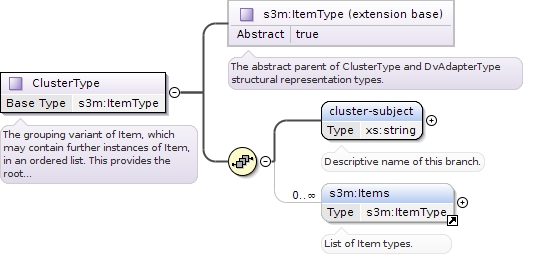 s3m:ItemType (extension base)
Abstract true
The abstract parent of ClusterType and DvAdapterType
structural representation types.
ClusterType
Base Type s3m:ItemType
The grouping variant of Item, which
may contain further instances of Item,
in an ordered list. This provides the
root...
cluster-subject
Type xs:string
Descriptive name of this branch.
0..∞
s3m:Items
Type s3m:ItemType
List of Item types.